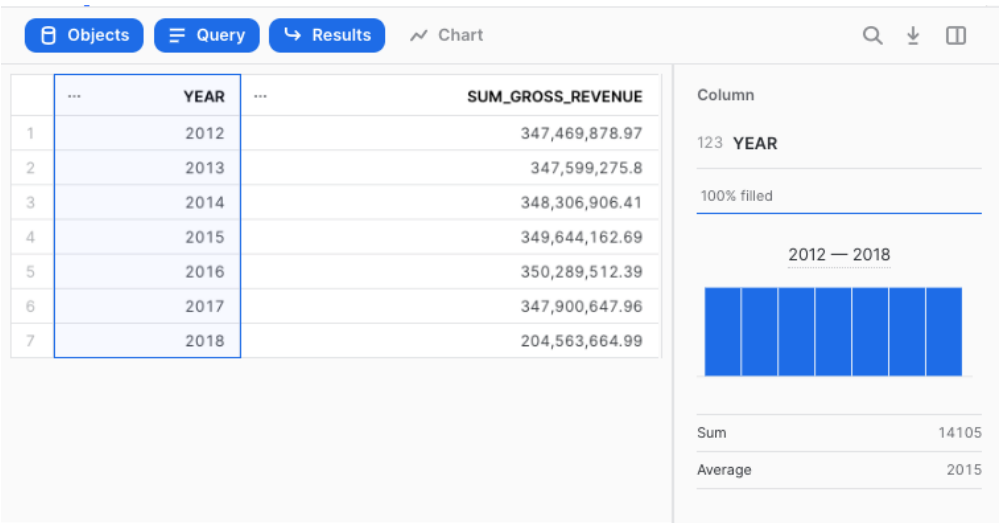 Objects Query Results Chart
··· YEAR ··· SUM_GROSS_REVENUE
1 2012 347,469,878.97
2 2013 347,599,275.8
3 2014 348,306,906.41
4 2015 349,644,162.69
5 2016 350,289,512.39
6 2017 347,900,647.96
7 2018 204,563,664.99
Column
123 YEAR
100% filled
2012 — 2018
Sum 14105
Average 2015